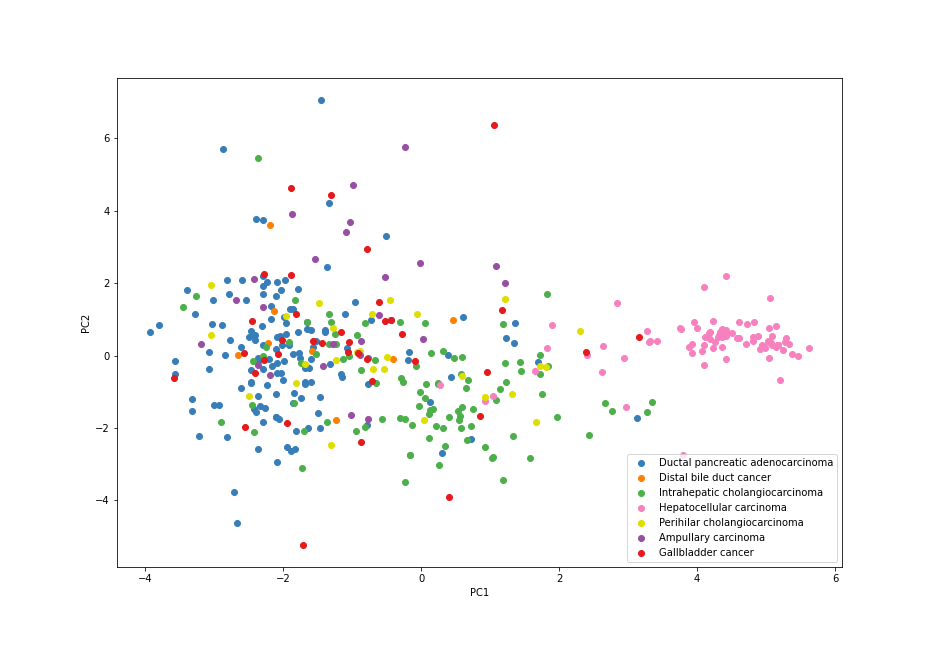 6
4
2
0
−2
−4
PC2
−4
−2
0
2
4
6
PC1
Ductal pancreatic adenocarcinoma
Distal bile duct cancer
Intrahepatic cholangiocarcinoma
Hepatocellular carcinoma
Perihilar cholangiocarcinoma
Ampullary carcinoma
Gallbladder cancer